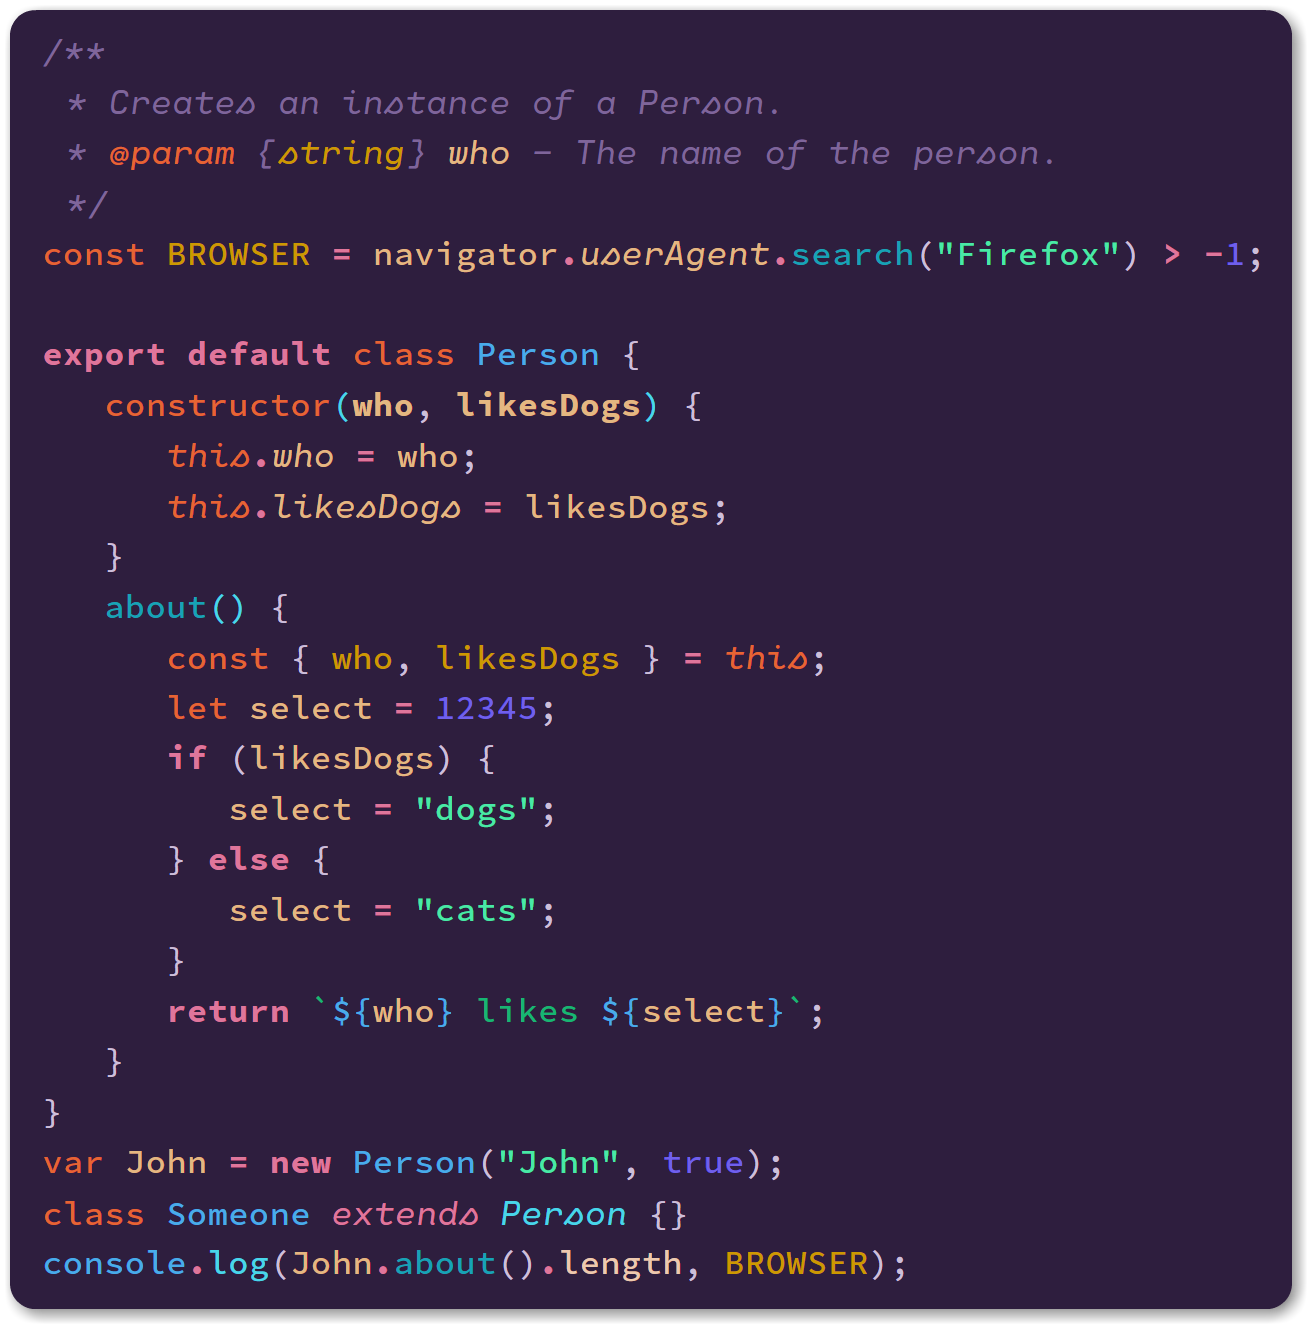 /**
 * Creates an instance of a Person.
 * @param {string} who - The name of the person.
 */
const BROWSER = navigator.userAgent.search("Firefox") > -1;

export default class Person {
   constructor(who, likesDogs) {
      this.who = who;
      this.likesDogs = likesDogs;
   }
   about() {
      const { who, likesDogs } = this;
      let select = 12345;
      if (likesDogs) {
         select = "dogs";
      } else {
         select = "cats";
      }
      return `${who} likes ${select}`;
   }
}
var John = new Person("John", true);
class Someone extends Person {}
console.log(John.about().length, BROWSER);